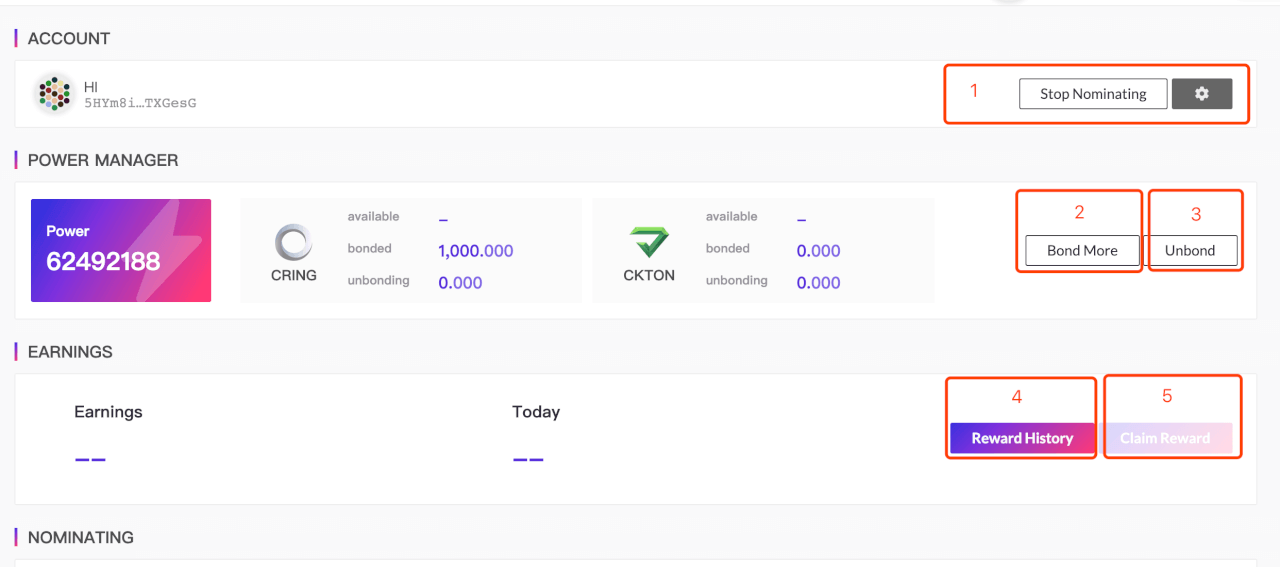 ACCOUNT
HI
5HYm8i…TXGesG
1
Stop Nominating
POWER MANAGER
Power
62492188
CRING
available –
bonded 1,000.000
unbonding 0.000
CKTON
available –
bonded 0.000
unbonding 0.000
2
Bond More
3
Unbond
EARNINGS
Earnings
––
Today
––
4
Reward History
5
Claim Reward
NOMINATING